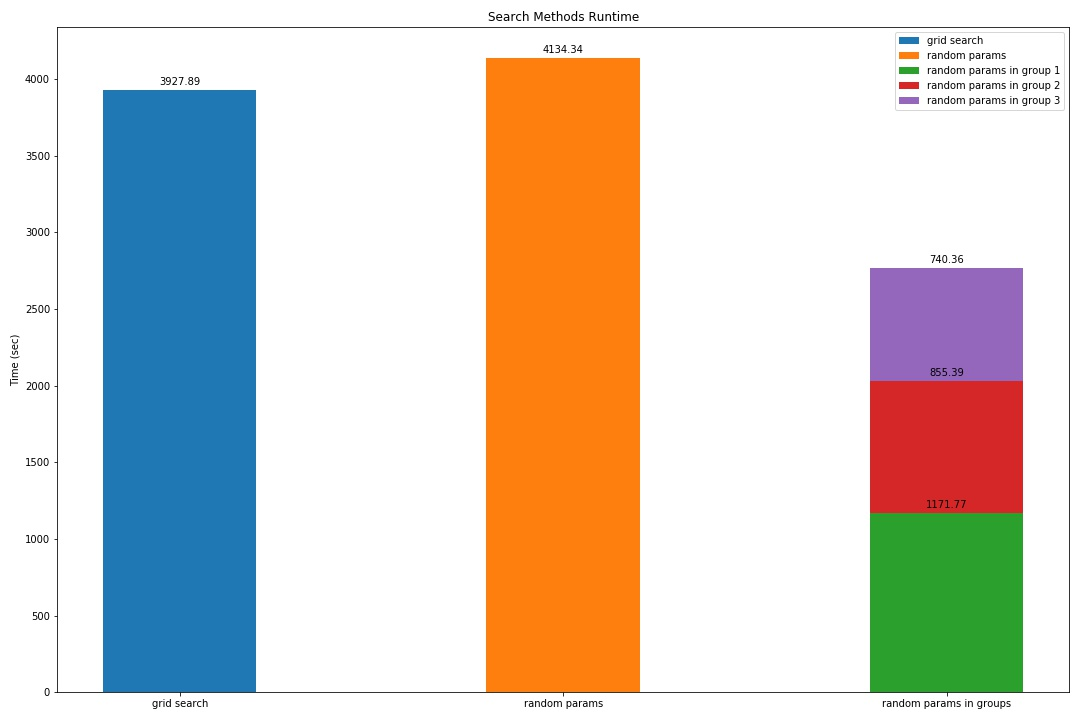 Search Methods Runtime
4134.34
3927.89
grid search
random params
random params in group 1
random params in group 2
random params in group 3
740.36
855.39
1171.77
Time (sec)
4000
3500
3000
2500
2000
1500
1000
500
0
grid search
random params
random params in groups